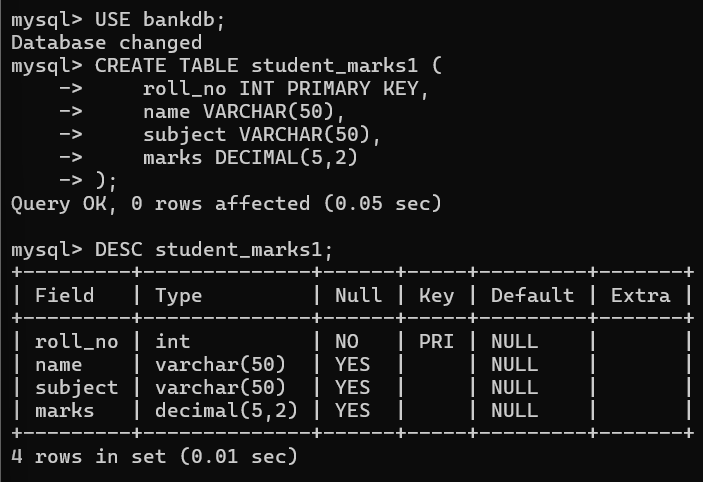 mysql> USE bankdb;
Database changed
mysql> CREATE TABLE student_marks1 (
    ->     roll_no INT PRIMARY KEY,
    ->     name VARCHAR(50),
    ->     subject VARCHAR(50),
    ->     marks DECIMAL(5,2)
    -> );
Query OK, 0 rows affected (0.05 sec)

mysql> DESC student_marks1;
+---------+--------------+------+-----+---------+-------+
| Field   | Type         | Null | Key | Default | Extra |
+---------+--------------+------+-----+---------+-------+
| roll_no | int          | NO   | PRI | NULL    |       |
| name    | varchar(50)  | YES  |     | NULL    |       |
| subject | varchar(50)  | YES  |     | NULL    |       |
| marks   | decimal(5,2) | YES  |     | NULL    |       |
+---------+--------------+------+-----+---------+-------+
4 rows in set (0.01 sec)